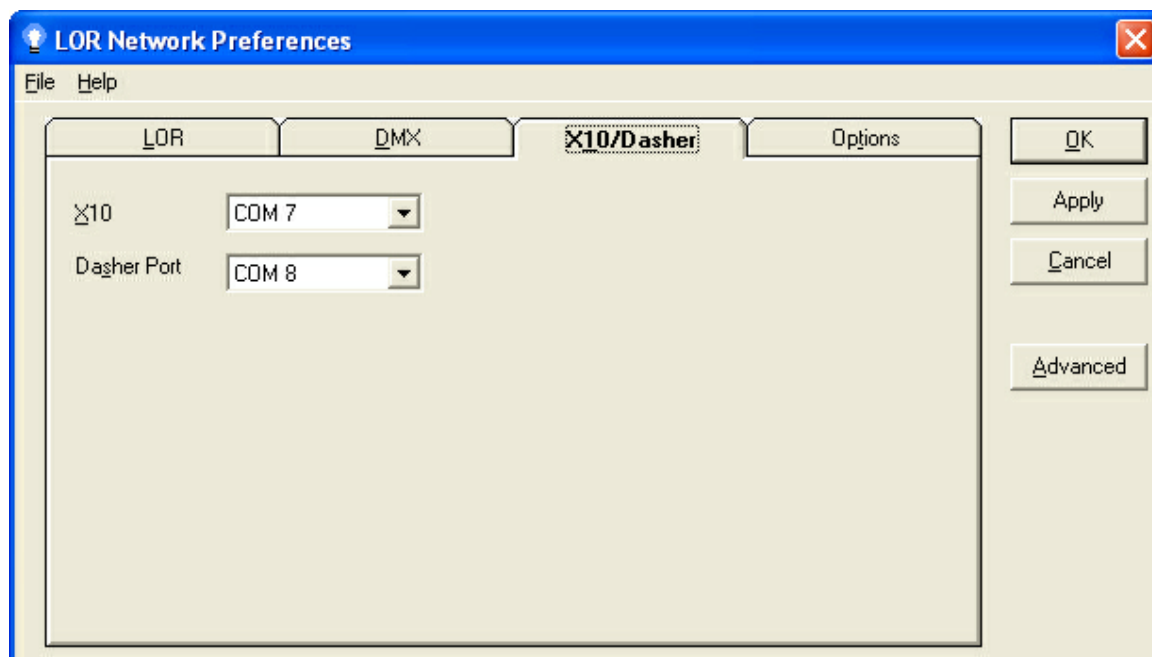 LOR Network Preferences
File Help
LOR DMX X10/Dasher Options
X10 COM 7
Dasher Port COM 8
OK
Apply
Cancel
Advanced